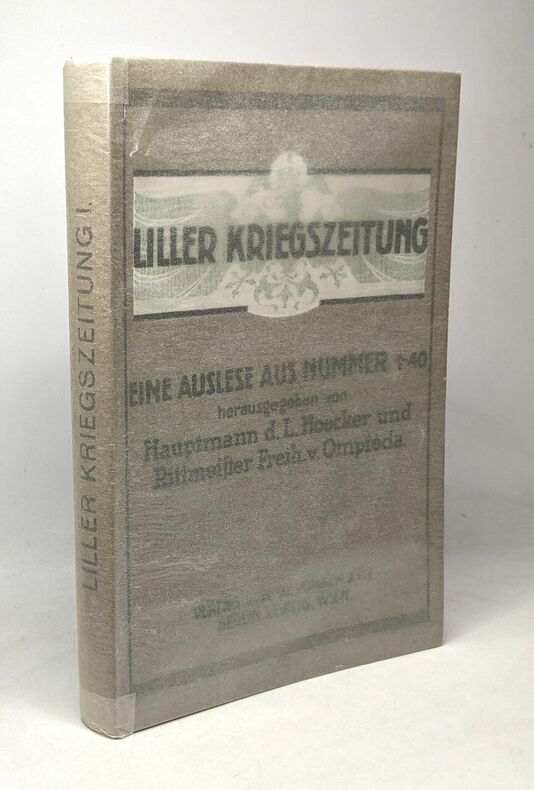 LILLER KRIEGSZEITUNG I.
LILLER KRIEGSZEITUNG
EINE AUSLESE AUS NUMMER 1-40
herausgegeben von
Hauptmann d. L. Hoecker und
Rittmeister Freih. v. Ompteda
VERLAG
BERLIN, LEIPZIG, WIEN.